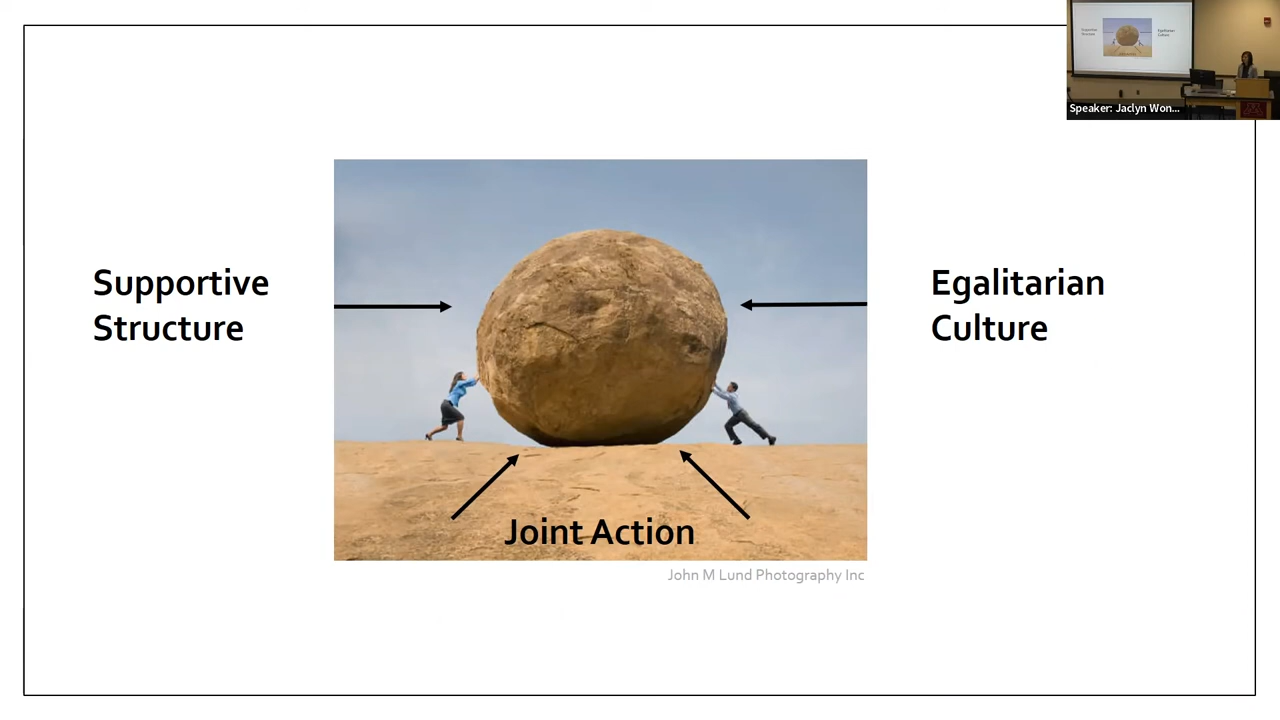 Speaker: Jaclyn Won...
Supportive
Structure
Egalitarian
Culture
Joint Action
John M Lund Photography Inc